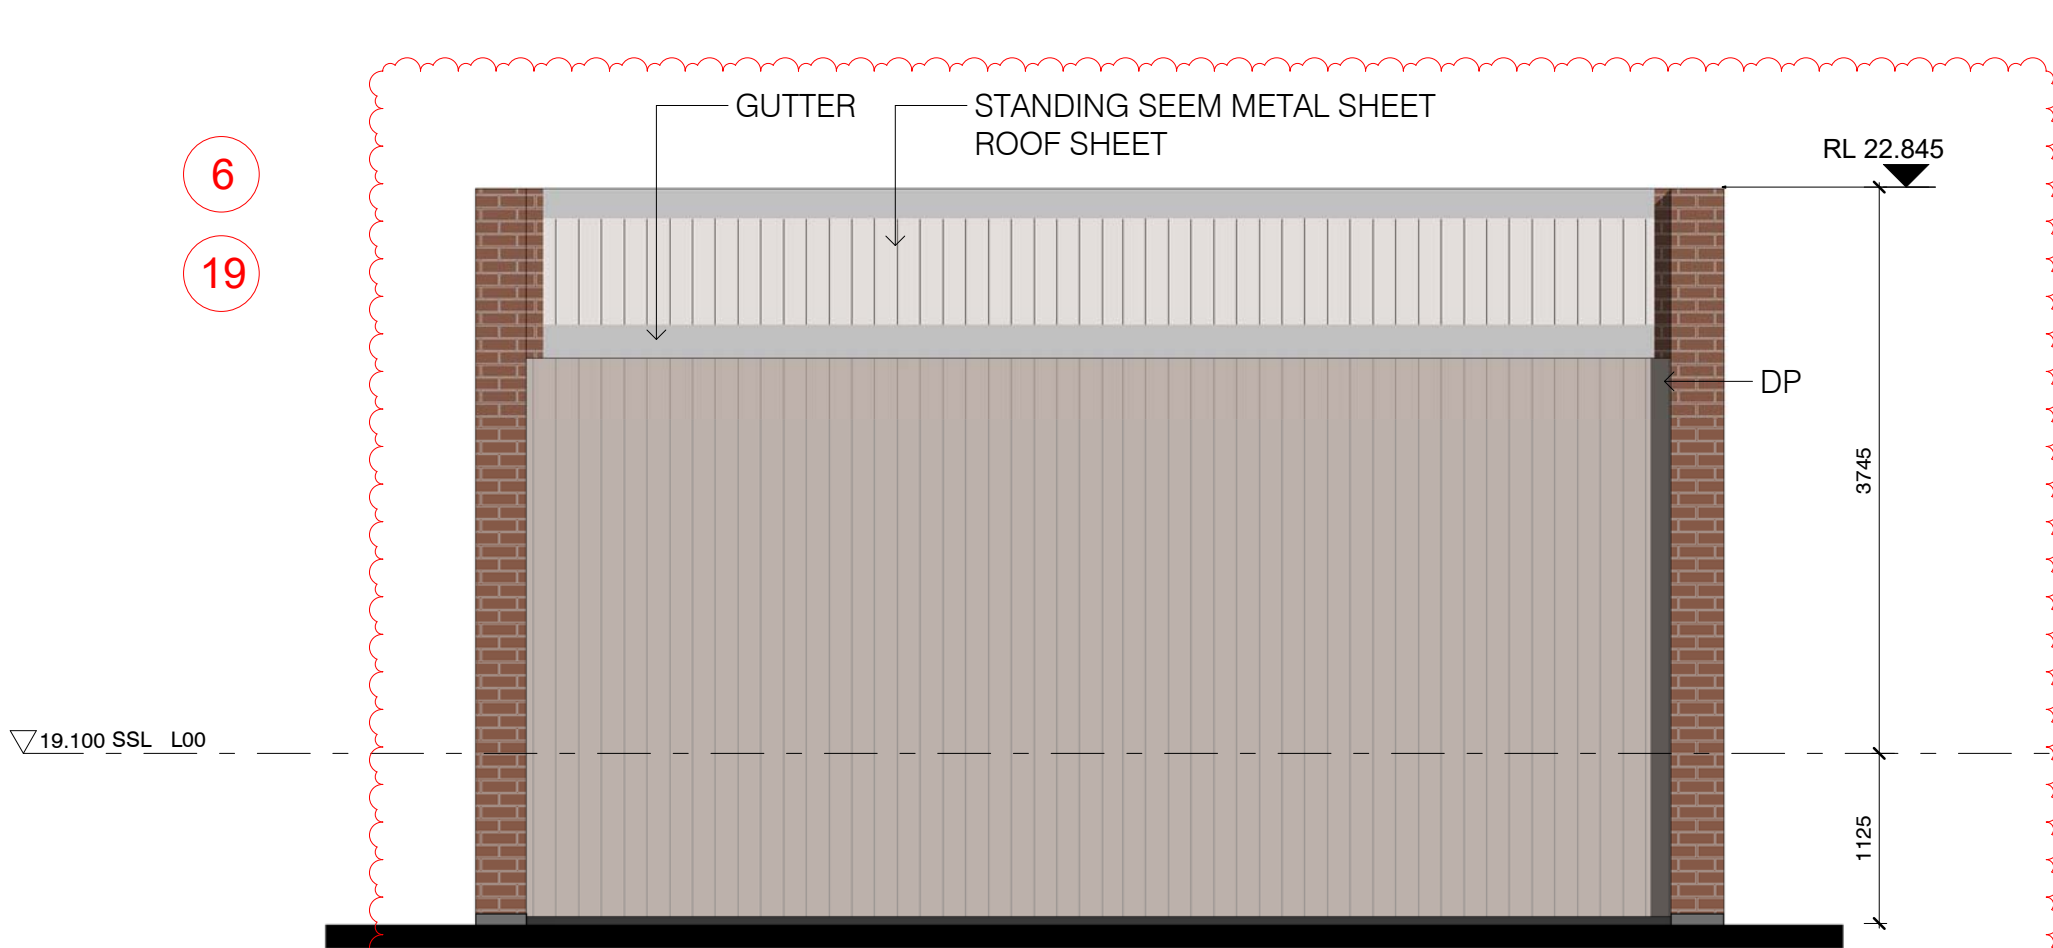 GUTTER
STANDING SEEM METAL SHEET
ROOF SHEET
RL 22.845
6
19
DP
3745
19.100 SSL L00
1125